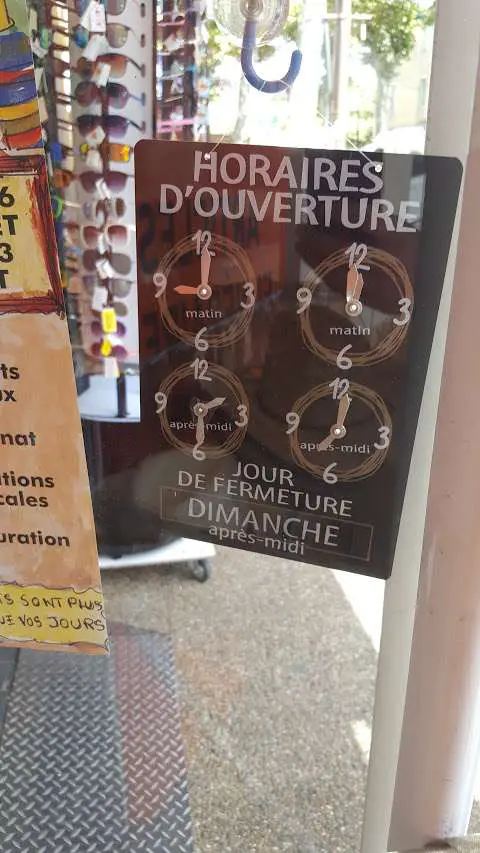 HORAIRES
D'OUVERTURE
12
9
3
matin
6
12
9
3
matin
6
12
9
3
après-midi
6
12
9
3
après-midi
6
JOUR
DE FERMETURE
DIMANCHE
après-midi
6
ET
3
T
ts
ux
nat
tions
cales
uration
S SONT PLUS
UE VOS JOURS